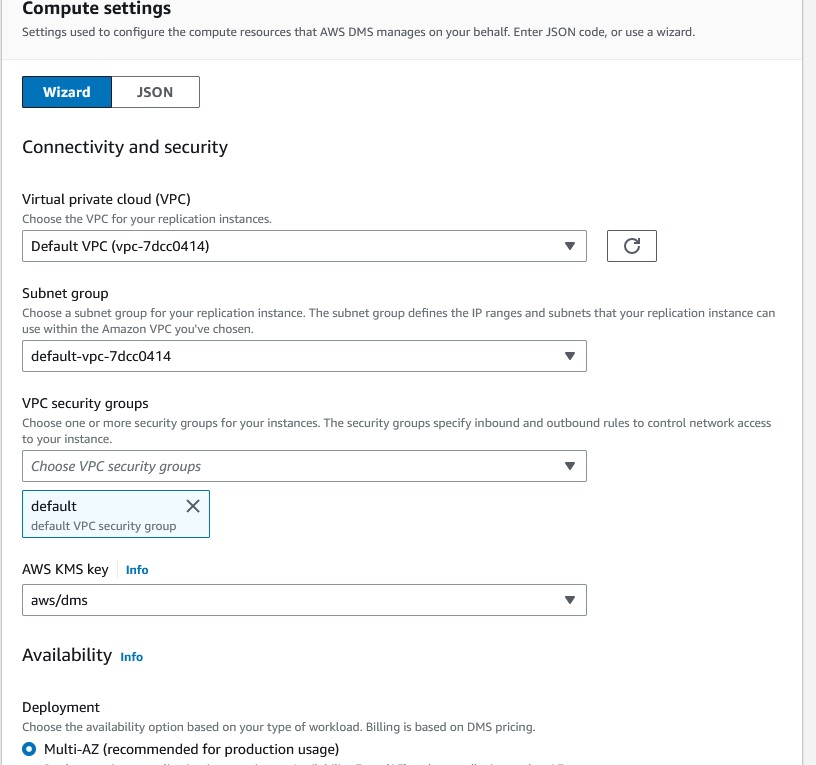 Compute settings
Settings used to configure the compute resources that AWS DMS manages on your behalf. Enter JSON code, or use a wizard.
Wizard JSON
Connectivity and security
Virtual private cloud (VPC)
Choose the VPC for your replication instances.
Default VPC (vpc-7dcc0414)
Subnet group
Choose a subnet group for your replication instance. The subnet group defines the IP ranges and subnets that your replication instance can
use within the Amazon VPC you've chosen.
default-vpc-7dcc0414
VPC security groups
Choose one or more security groups for your instances. The security groups specify inbound and outbound rules to control network access
to your instance.
Choose VPC security groups
default
default VPC security group
AWS KMS key Info
aws/dms
Availability Info
Deployment
Choose the availability option based on your type of workload. Billing is based on DMS pricing.
Multi-AZ (recommended for production usage)